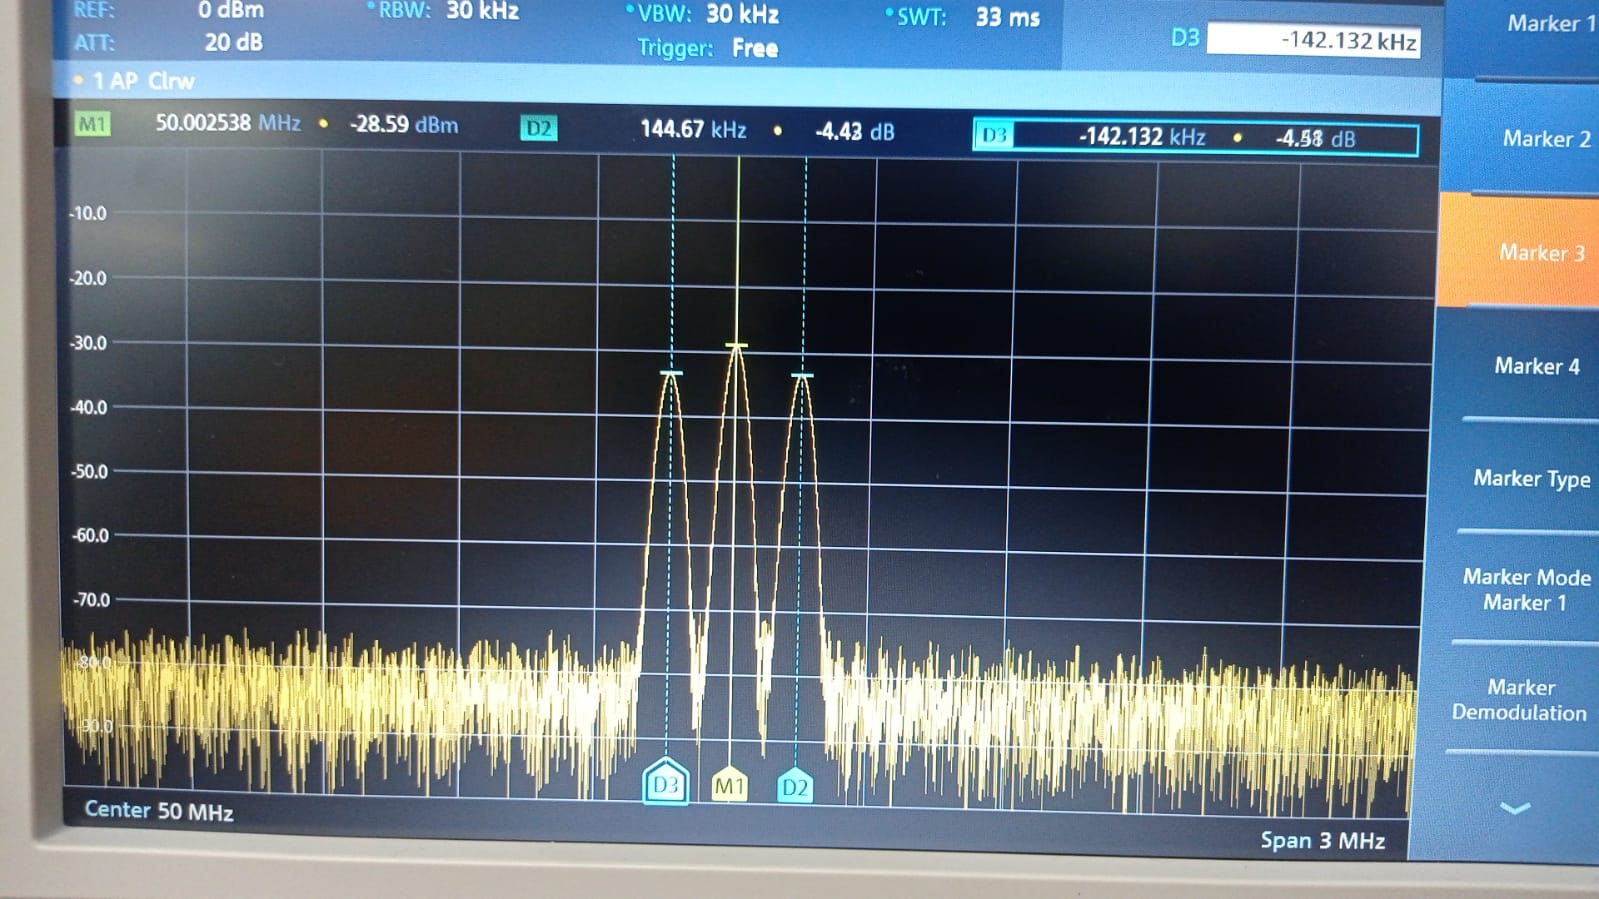 REF: 0 dBm • RBW: 30 kHz • VBW: 30 kHz • SWT: 33 ms
ATT: 20 dB Trigger: Free D3 -142.132 kHz
• 1 AP Clrw
M1 50.002538 MHz • -28.59 dBm D2 144.67 kHz • -4.43 dB D3 -142.132 kHz • dB
-10.0
-20.0
-30.0
-40.0
-50.0
-60.0
-70.0
-80.0
-90.0
D3 M1 D2
Center 50 MHz Span 3 MHz
Marker 1
Marker 2
Marker 3
Marker 4
Marker Type
Marker Mode
Marker 1
Marker
Demodulation